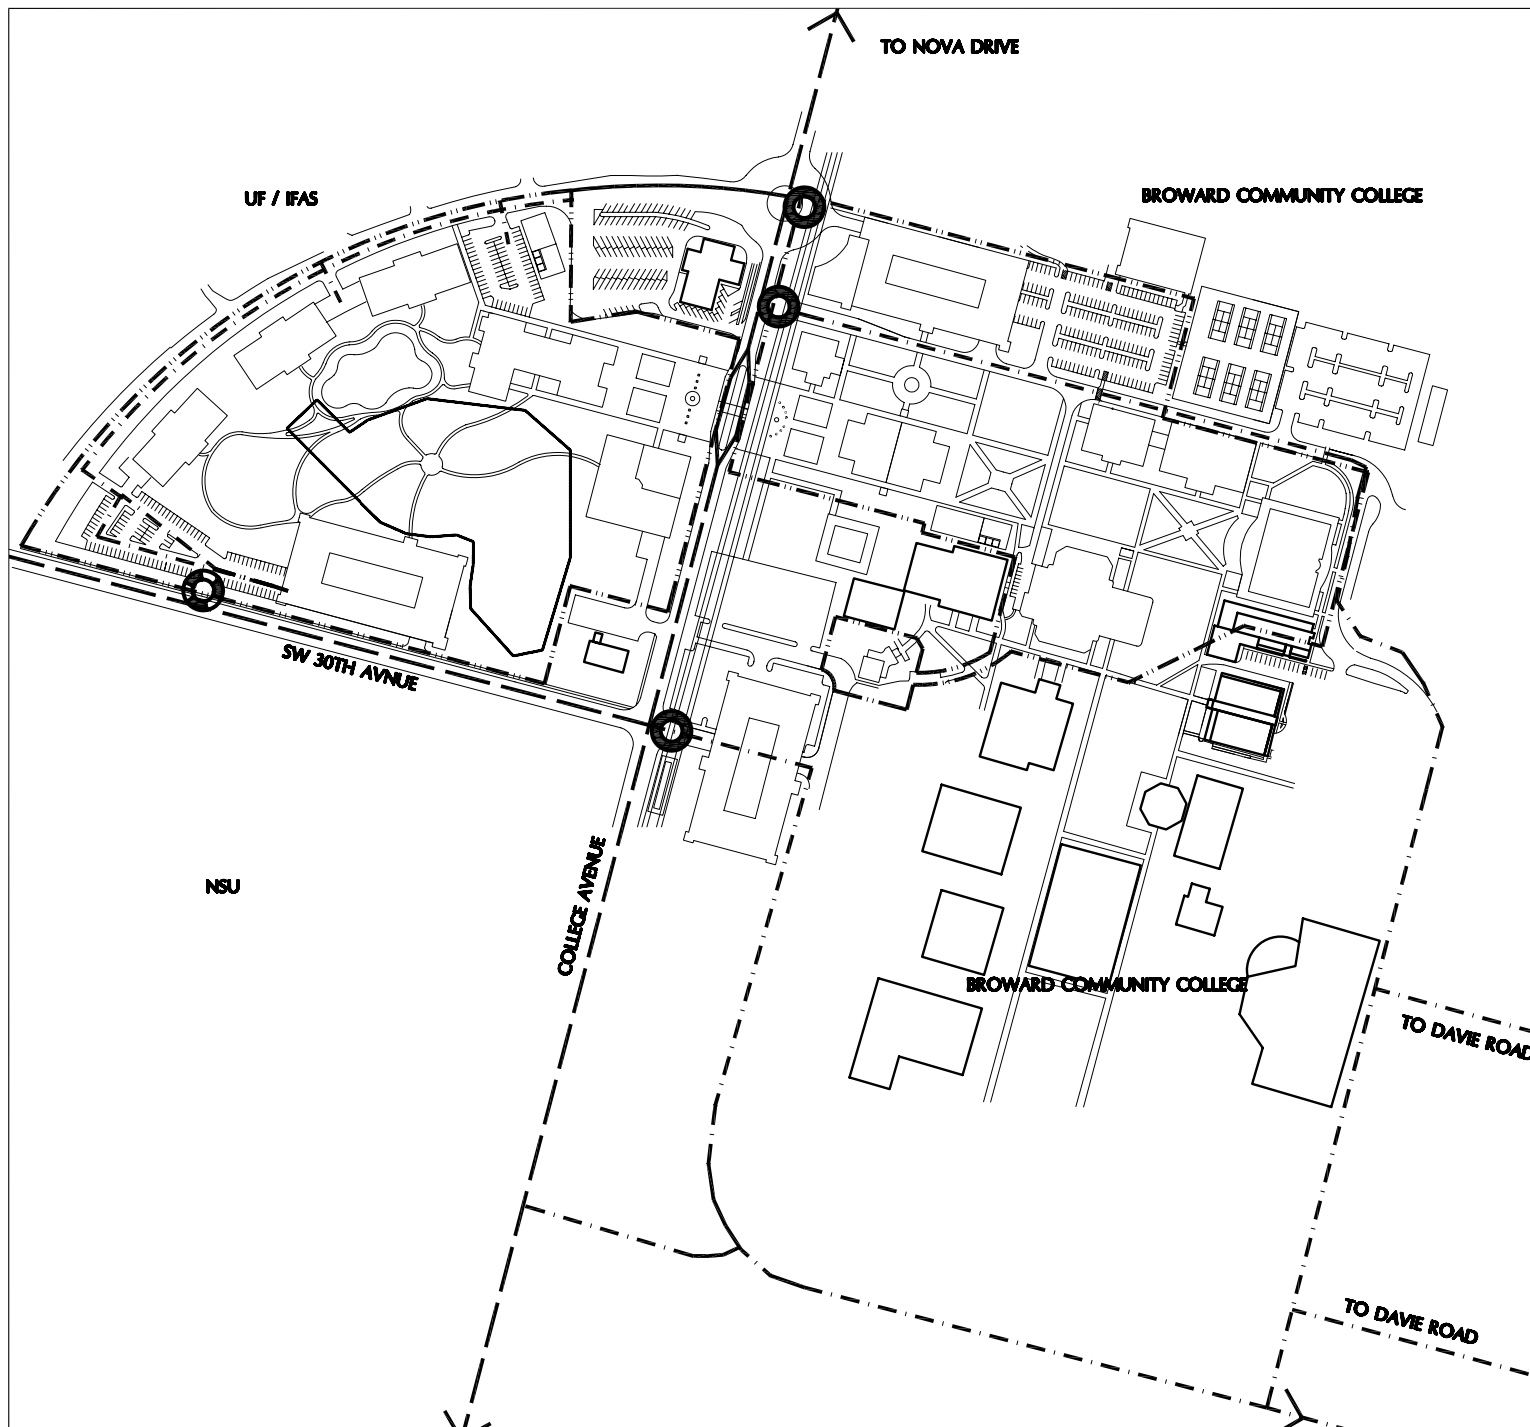 TO NOVA DRIVE
UF / IFAS
BROWARD COMMUNITY COLLEGE
SW 30TH AVNUE
COLLEGE AVENUE
NSU
BROWARD COMMUNITY COLLEGE
TO DAVIE ROAD
TO DAVIE ROAD